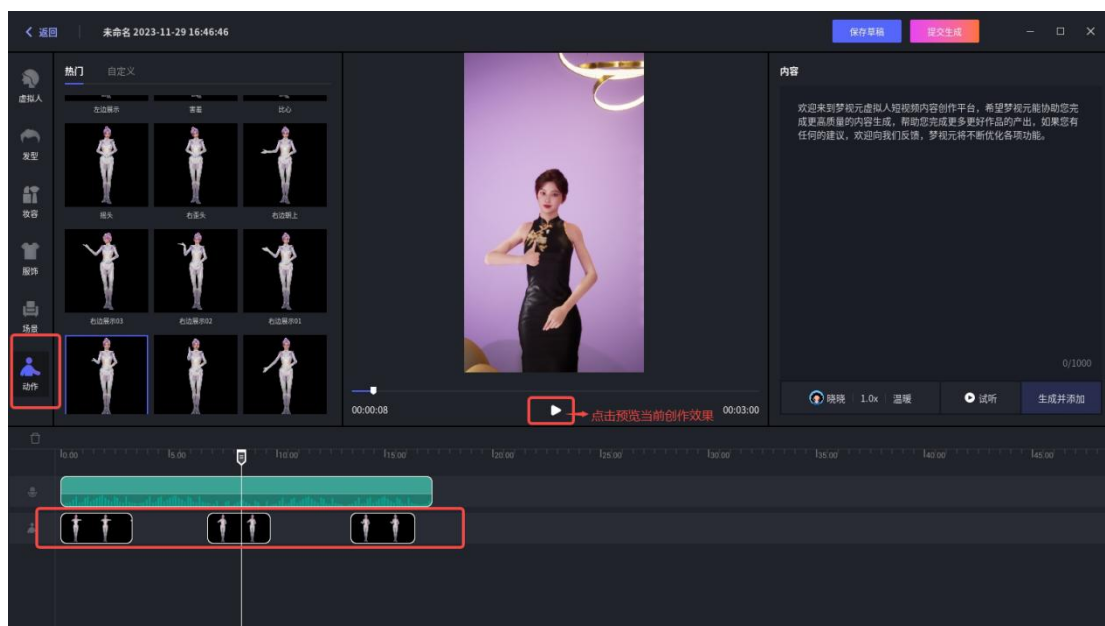 返回
未命名 2023-11-29 16:46:46
保存草稿
提交生成
虚拟人
发型
妆容
服饰
场景
动作
热门
自定义
左边展示
害羞
比心
摇头
右歪头
右边朝上
右边展示03
右边展示02
右边展示01
00:00:08
点击预览当前创作效果
00:03:00
内容
欢迎来到梦视元虚拟人短视频内容创作平台，希望梦视元能协助您完
成更高质量的内容生成，帮助您完成更多更好作品的产出，如果您有
任何的建议，欢迎向我们反馈，梦视元将不断优化各项功能。
0/1000
晓晓
1.0x
温暖
试听
生成并添加
0:00
5:00
10:00
15:00
20:00
25:00
30:00
35:00
40:00
45:00